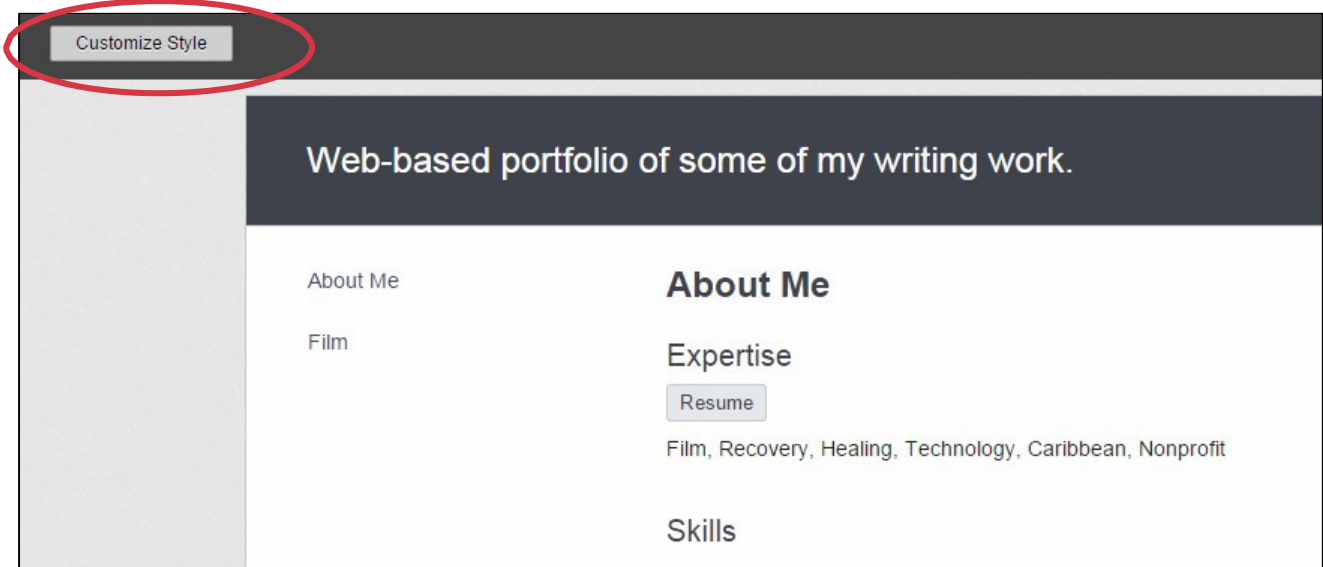 Customize Style
Web-based portfolio of some of my writing work.
About Me
Film
About Me
Expertise
Resume
Film, Recovery, Healing, Technology, Caribbean, Nonprofit
Skills